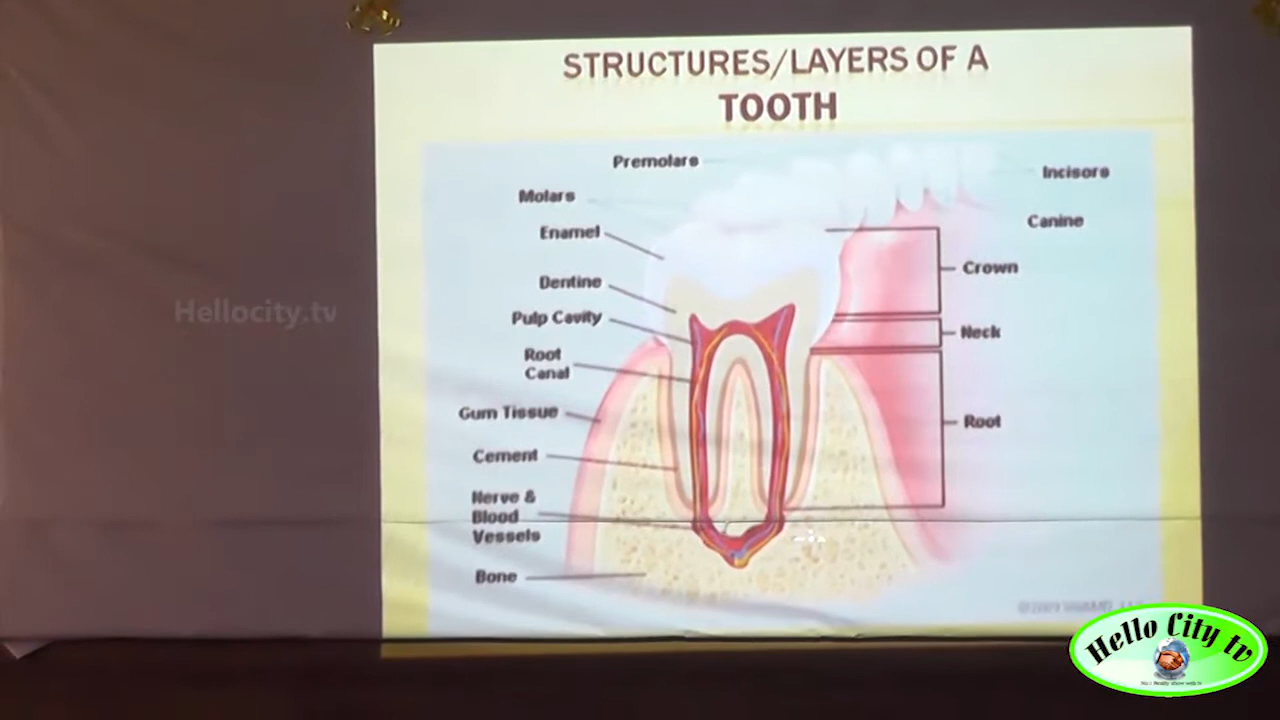 STRUCTURES/LAYERS OF A
TOOTH
Premolars
Incisors
Molars
Canine
Enamel
Crown
Dentine
Pulp Cavity
Neck
Root
Canal
Gum Tissue
Root
Cement
Nerve &
Blood
Vessels
Bone
Hellocity.tv
Hello City tv